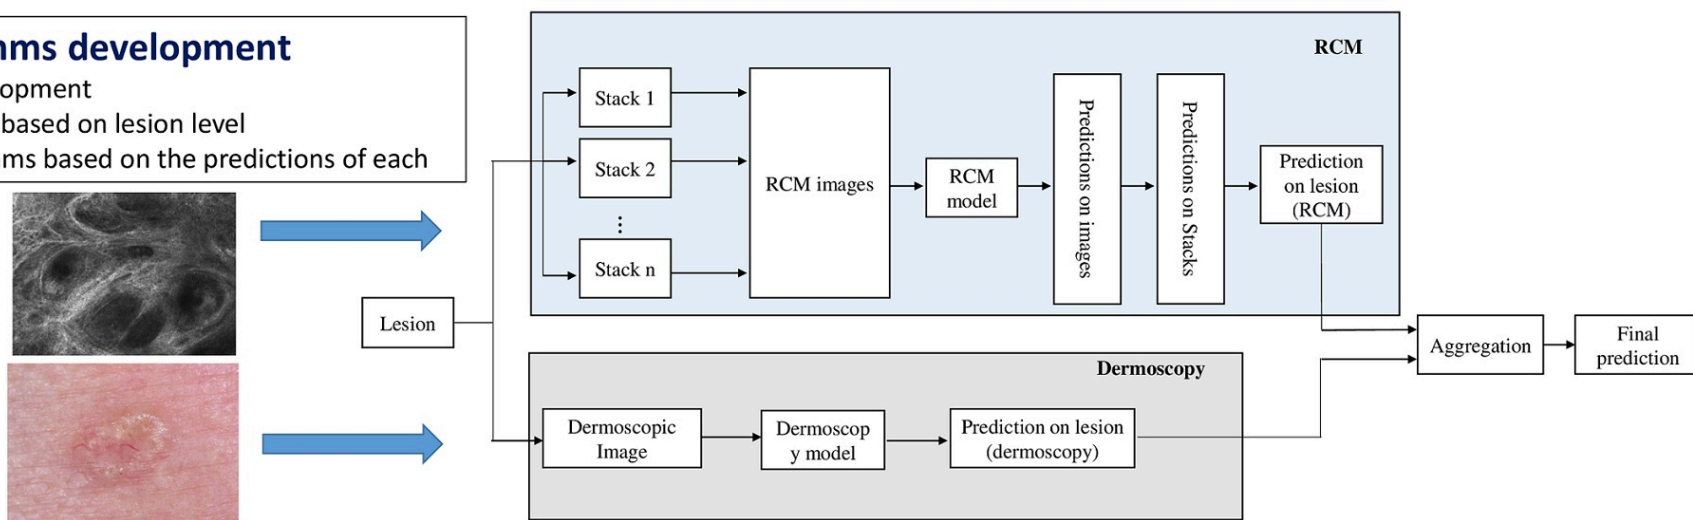 ms development
opment
based on lesion level
ms based on the predictions of each
RCM
Stack 1
Stack 2
⋮
Stack n
RCM images
RCM
model
Predictions on images
Predictions on Stacks
Prediction
on lesion
(RCM)
Lesion
Dermoscopy
Dermoscopic
Image
Dermoscop
y model
Prediction on lesion
(dermoscopy)
Aggregation
Final
prediction